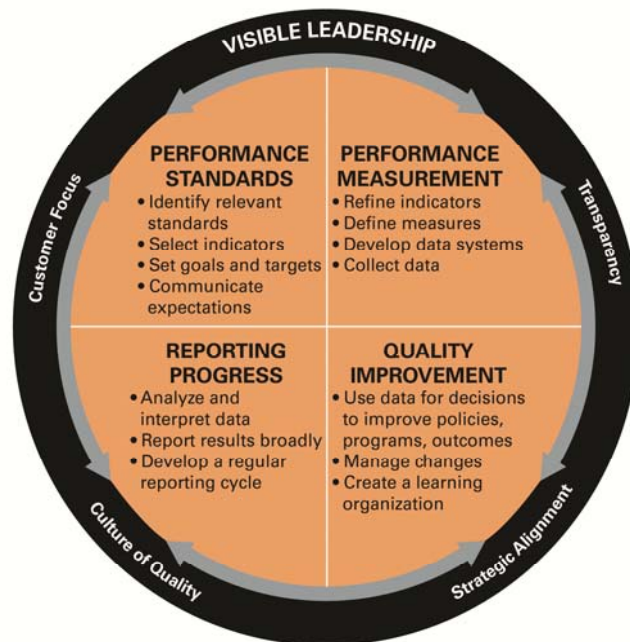 VISIBLE LEADERSHIP
Customer Focus
Transparency
PERFORMANCE
STANDARDS
• Identify relevant
standards
• Select indicators
• Set goals and targets
• Communicate
expectations
PERFORMANCE
MEASUREMENT
• Refine indicators
• Define measures
• Develop data systems
• Collect data
REPORTING
PROGRESS
• Analyze and
interpret data
• Report results broadly
• Develop a regular
reporting cycle
QUALITY
IMPROVEMENT
• Use data for decisions
to improve policies,
programs, outcomes
• Manage changes
• Create a learning
organization
Culture of Quality
Strategic Alignment